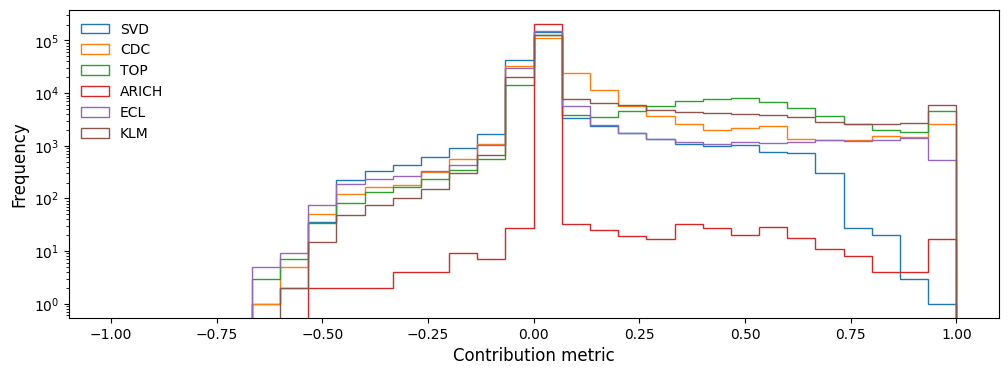 SVD
CDC
TOP
ARICH
ECL
KLM
Frequency
10⁵
10⁴
10³
10²
10¹
10⁰
−1.00 −0.75 −0.50 −0.25 0.00 0.25 0.50 0.75 1.00
Contribution metric